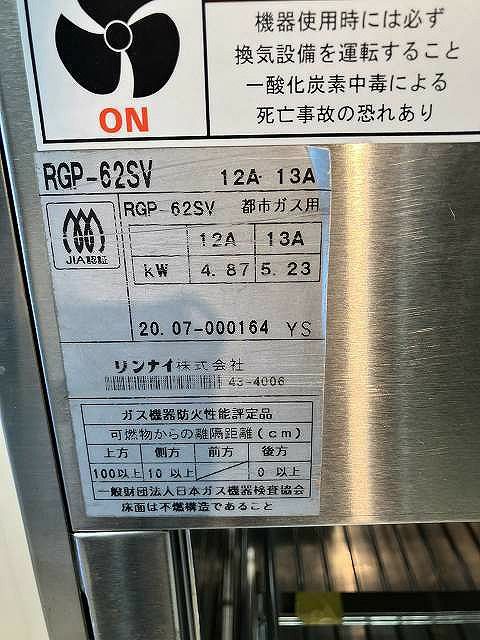 機器使用時には必ず
換気設備を運転すること
一酸化炭素中毒による
死亡事故の恐れあり
ON
RGP-62SV 12A 13A
RGP-62SV 都市ガス用
JIA認証
12A 13A
kW 4.87 5.23
20.07-000164 YS
リンナイ株式会社
43-4006
ガス機器防火性能評定品
可燃物からの離隔距離(cm)
上方 側方 前方 後方
100以上 10以上 0以上
一般財団法人日本ガス機器検査協会
床面は不燃構造であること